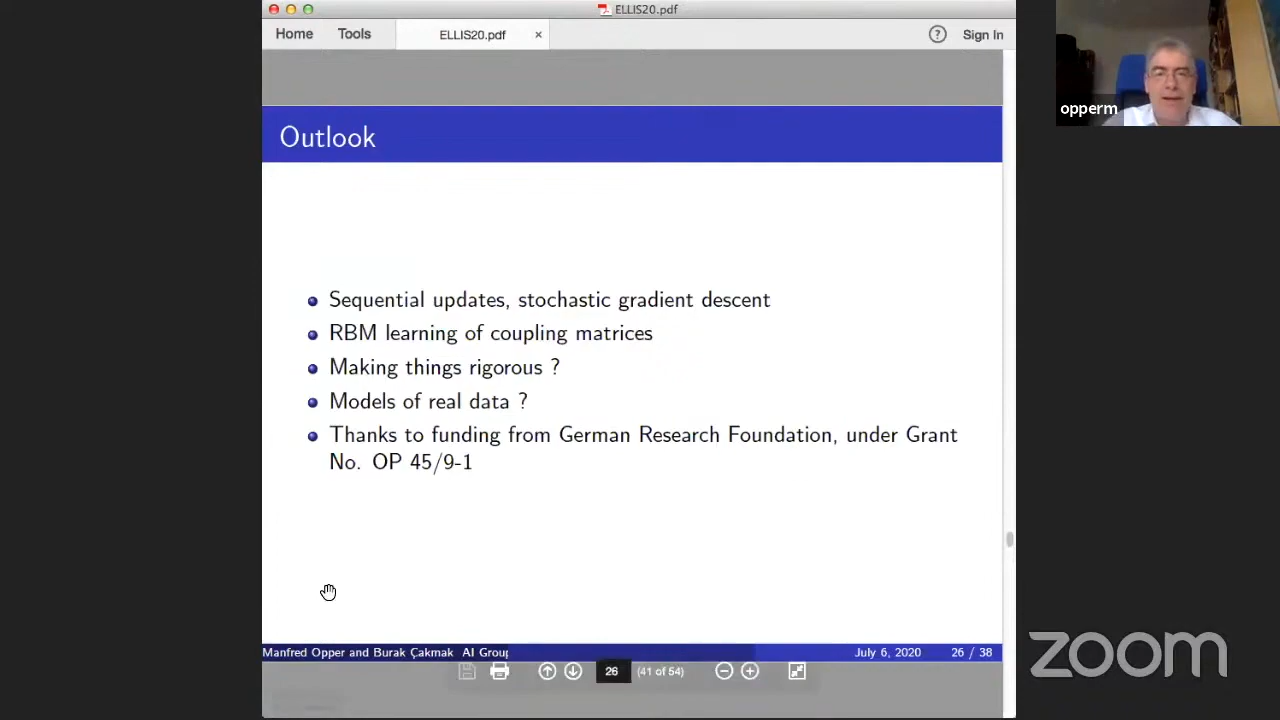 ELLIS20.pdf
Home Tools ELLIS20.pdf × ? Sign In
opperm
Outlook
Sequential updates, stochastic gradient descent
RBM learning of coupling matrices
Making things rigorous ?
Models of real data ?
Thanks to funding from German Research Foundation, under Grant
No. OP 45/9-1
Manfred Opper and Burak Çakmak AI Group July 6, 2020 26 / 38
26 (41 of 54)
zoom